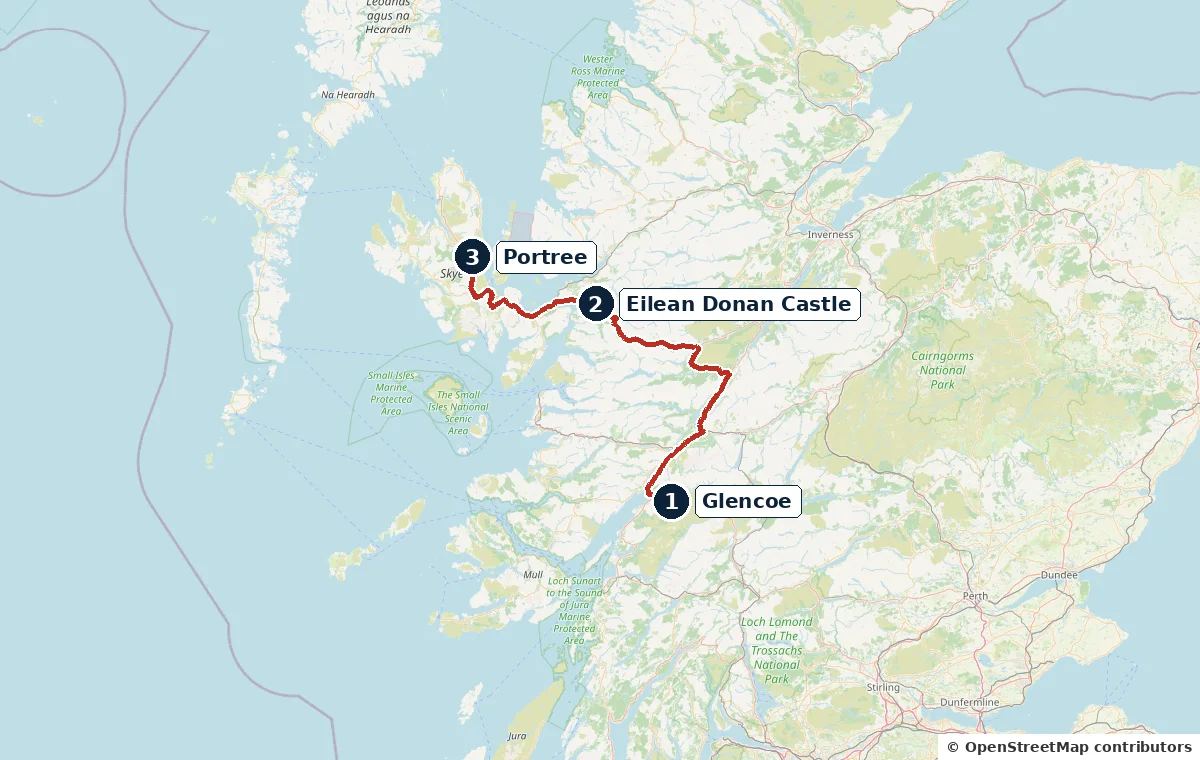 Leòdhas
agus na
Hearadh
Wester
Ross Marine
Protected
Area
Na Hearadh
Inverness
3
Portree
Skye
2
Eilean Donan Castle
Cairngorms
National
Park
Small Isles
Marine
Protected
Area
The Small
Isles National
Scenic
Area
1
Glencoe
Mull
Loch Sunart
to the Sound
of Jura
Marine
Protected
Area
Dundee
Perth
Loch Lomond
and The
Trossachs
National
Park
Stirling
Dunfermline
Jura
© OpenStreetMap contributors